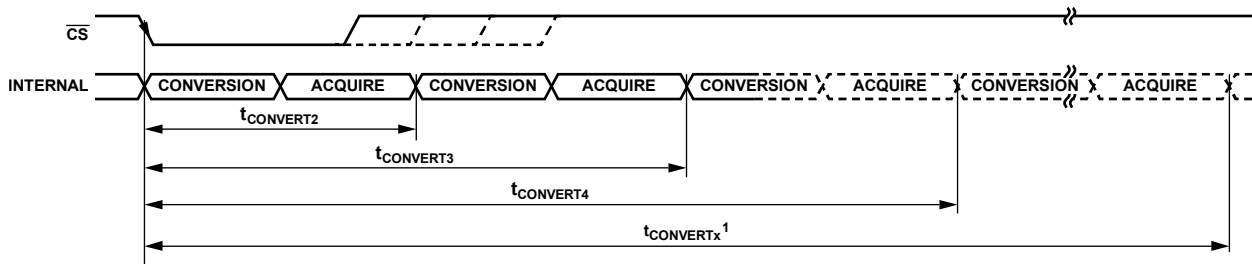 CS
INTERNAL CONVERSION ACQUIRE CONVERSION ACQUIRE CONVERSION ACQUIRE CONVERSION ACQUIRE
tCONVERT2
tCONVERT3
tCONVERT4
tCONVERTx1